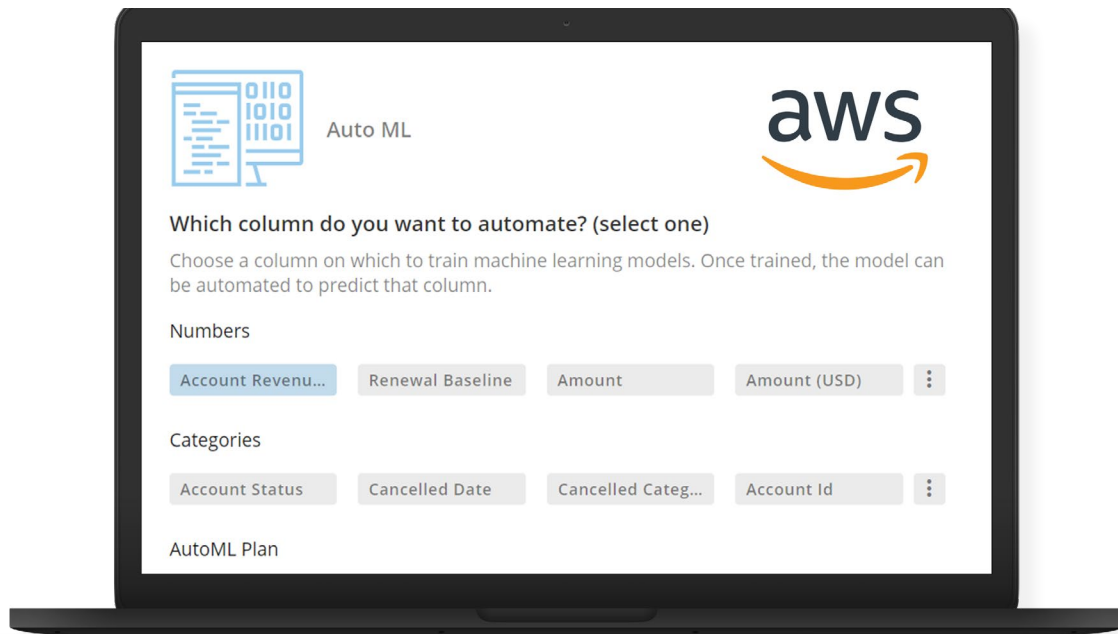 0110
1010
11101
Auto ML
aws
Which column do you want to automate? (select one)
Choose a column on which to train machine learning models. Once trained, the model can
be automated to predict that column.
Numbers
Account Revenu... Renewal Baseline Amount Amount (USD)
Categories
Account Status Cancelled Date Cancelled Categ... Account Id
AutoML Plan